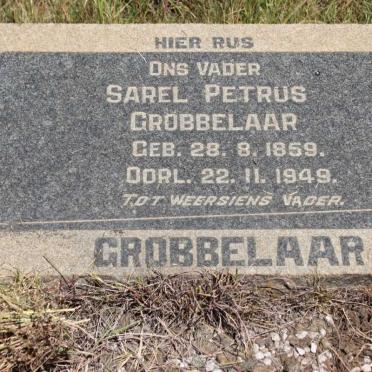 HIER RUS
ONS VADER
SAREL PETRUS
GROBBELAAR
GEB. 28. 8. 1859.
OORL. 22. 11. 1949.
TOT WEERSIENS VADER.
GROBBELAAR